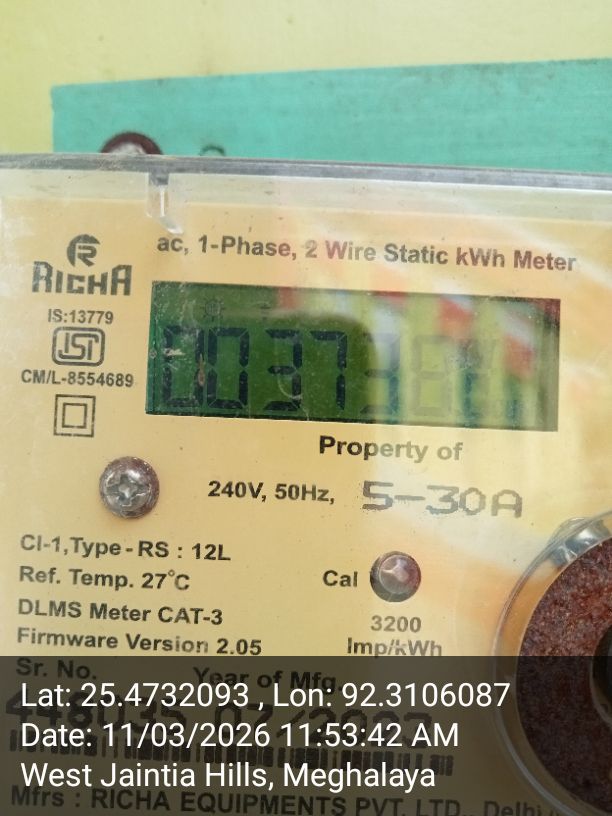 ac, 1-Phase, 2 Wire Static kWh Meter
RICHA
IS:13779
ISI
CM/L-8554689
Property of
240V, 50Hz, 5-30A
Cl-1,Type-RS : 12L
Ref. Temp. 27°C
Cal
DLMS Meter CAT-3
3200
Firmware Version 2.05
Imp/kWh
Sr. No. Year of Mfg.
Lat: 25.4732093 , Lon: 92.3106087
Date: 11/03/2026 11:53:42 AM
West Jaintia Hills, Meghalaya
Mfrs : RICHA EQUIPMENTS PVT. LTD., Delhi